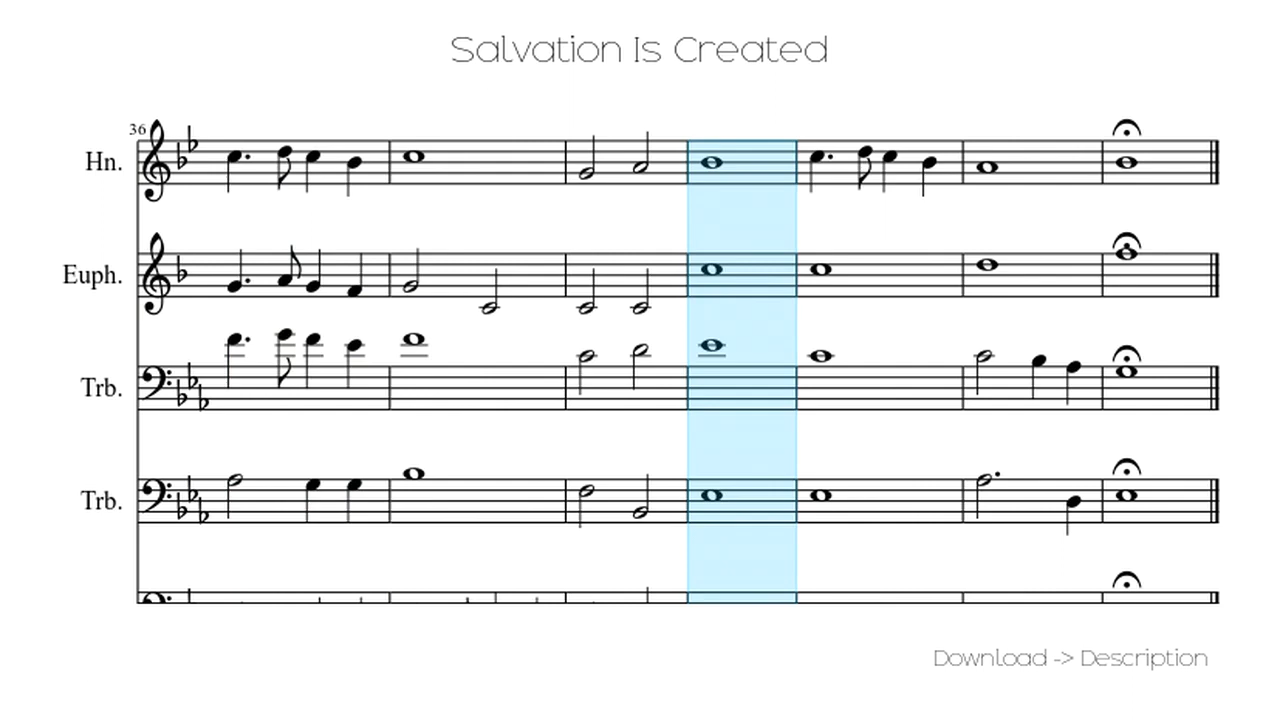 Salvation Is Created
36
Hn.
Euph.
Trb.
Trb.
Download -> Description